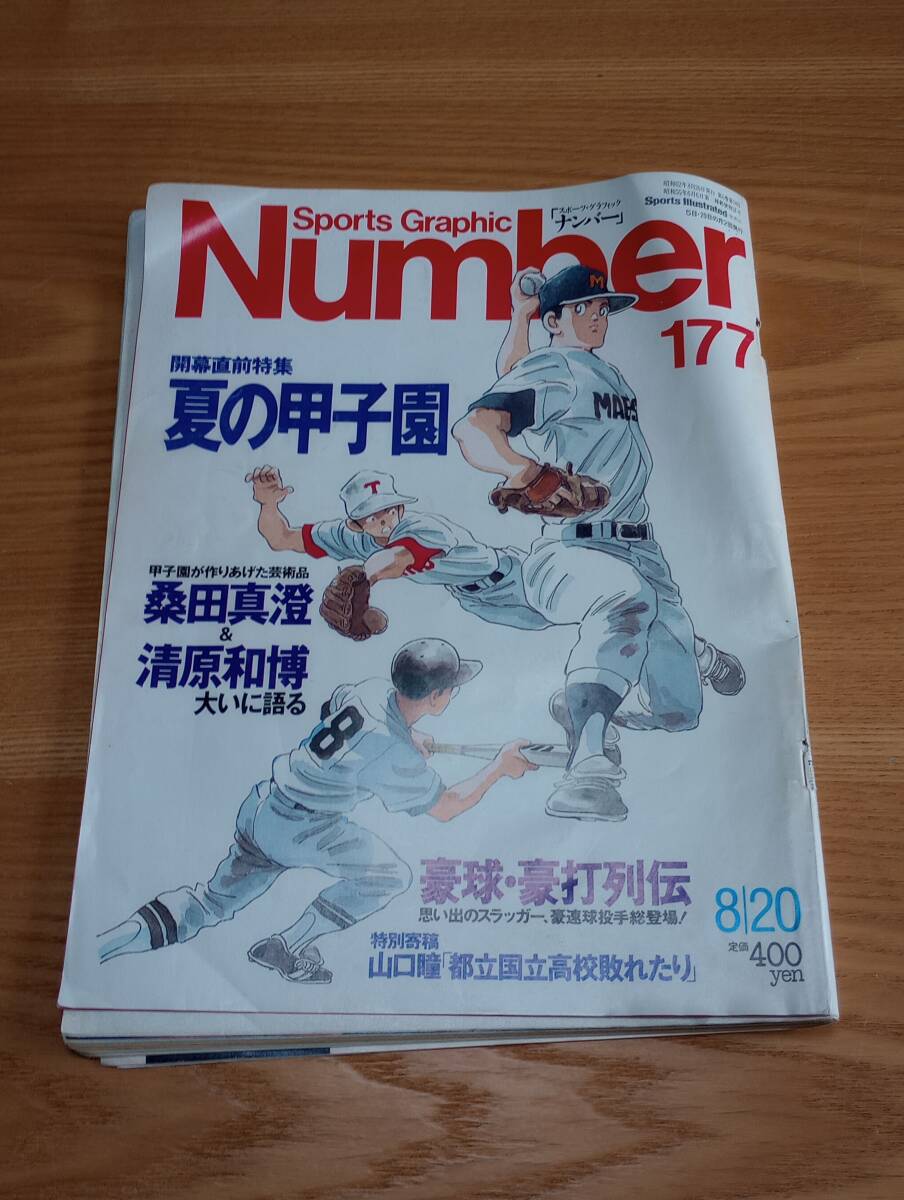 Sports Graphic
スポーツ・グラフィック
「ナンバー」
Sports Illustrated
Number
177
開幕直前特集
夏の甲子園
M
T
甲子園が作りあげた芸術品
桑田真澄
&
清原和博
大いに語る
8
豪球・豪打列伝
思い出のスラッガー、豪速球投手総登場!
特別寄稿
山口瞳「都立国立高校敗れたり」
8|20
定価400
yen